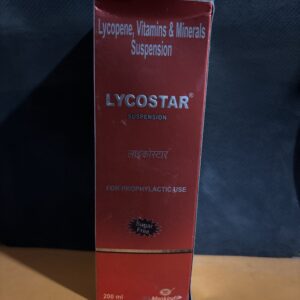 Lycopene, Vitamins & Minerals
Suspension
LYCOSTAR®
SUSPENSION
लाइकोस्टार
FOR PROPHYLACTIC USE
Sugar
Free
200 ml